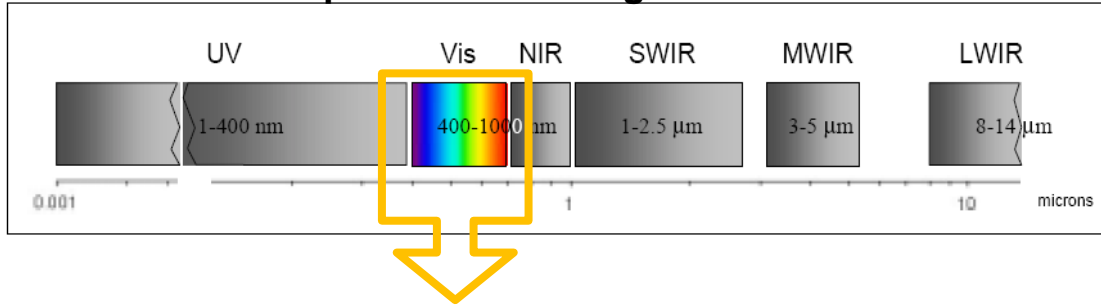 UV Vis NIR SWIR MWIR LWIR
1-400 nm 400-1000 nm 1-2.5 µm 3-5 µm 8-14 µm
0.001 1 10 microns